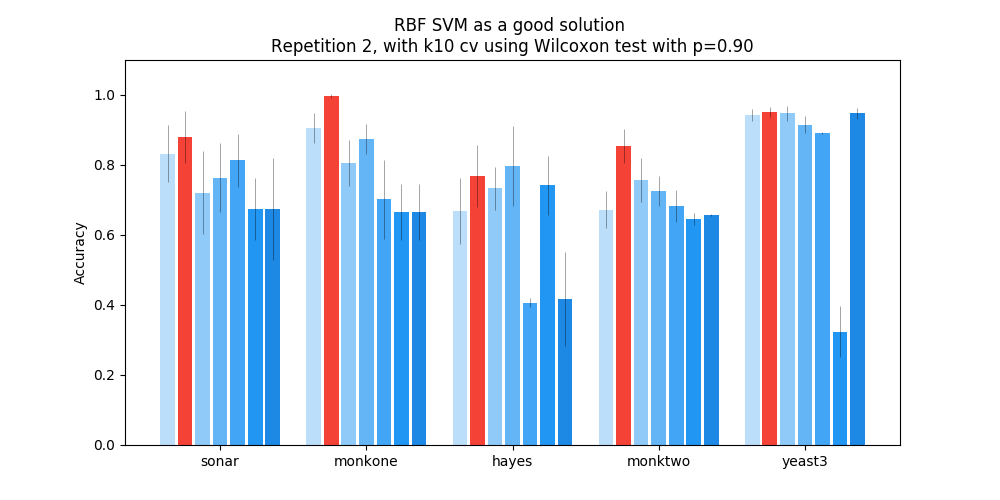 RBF SVM as a good solution
Repetition 2, with k10 cv using Wilcoxon test with p=0.90
1.0
0.8
0.6
0.4
0.2
0.0
Accuracy
sonar
monkone
hayes
monktwo
yeast3